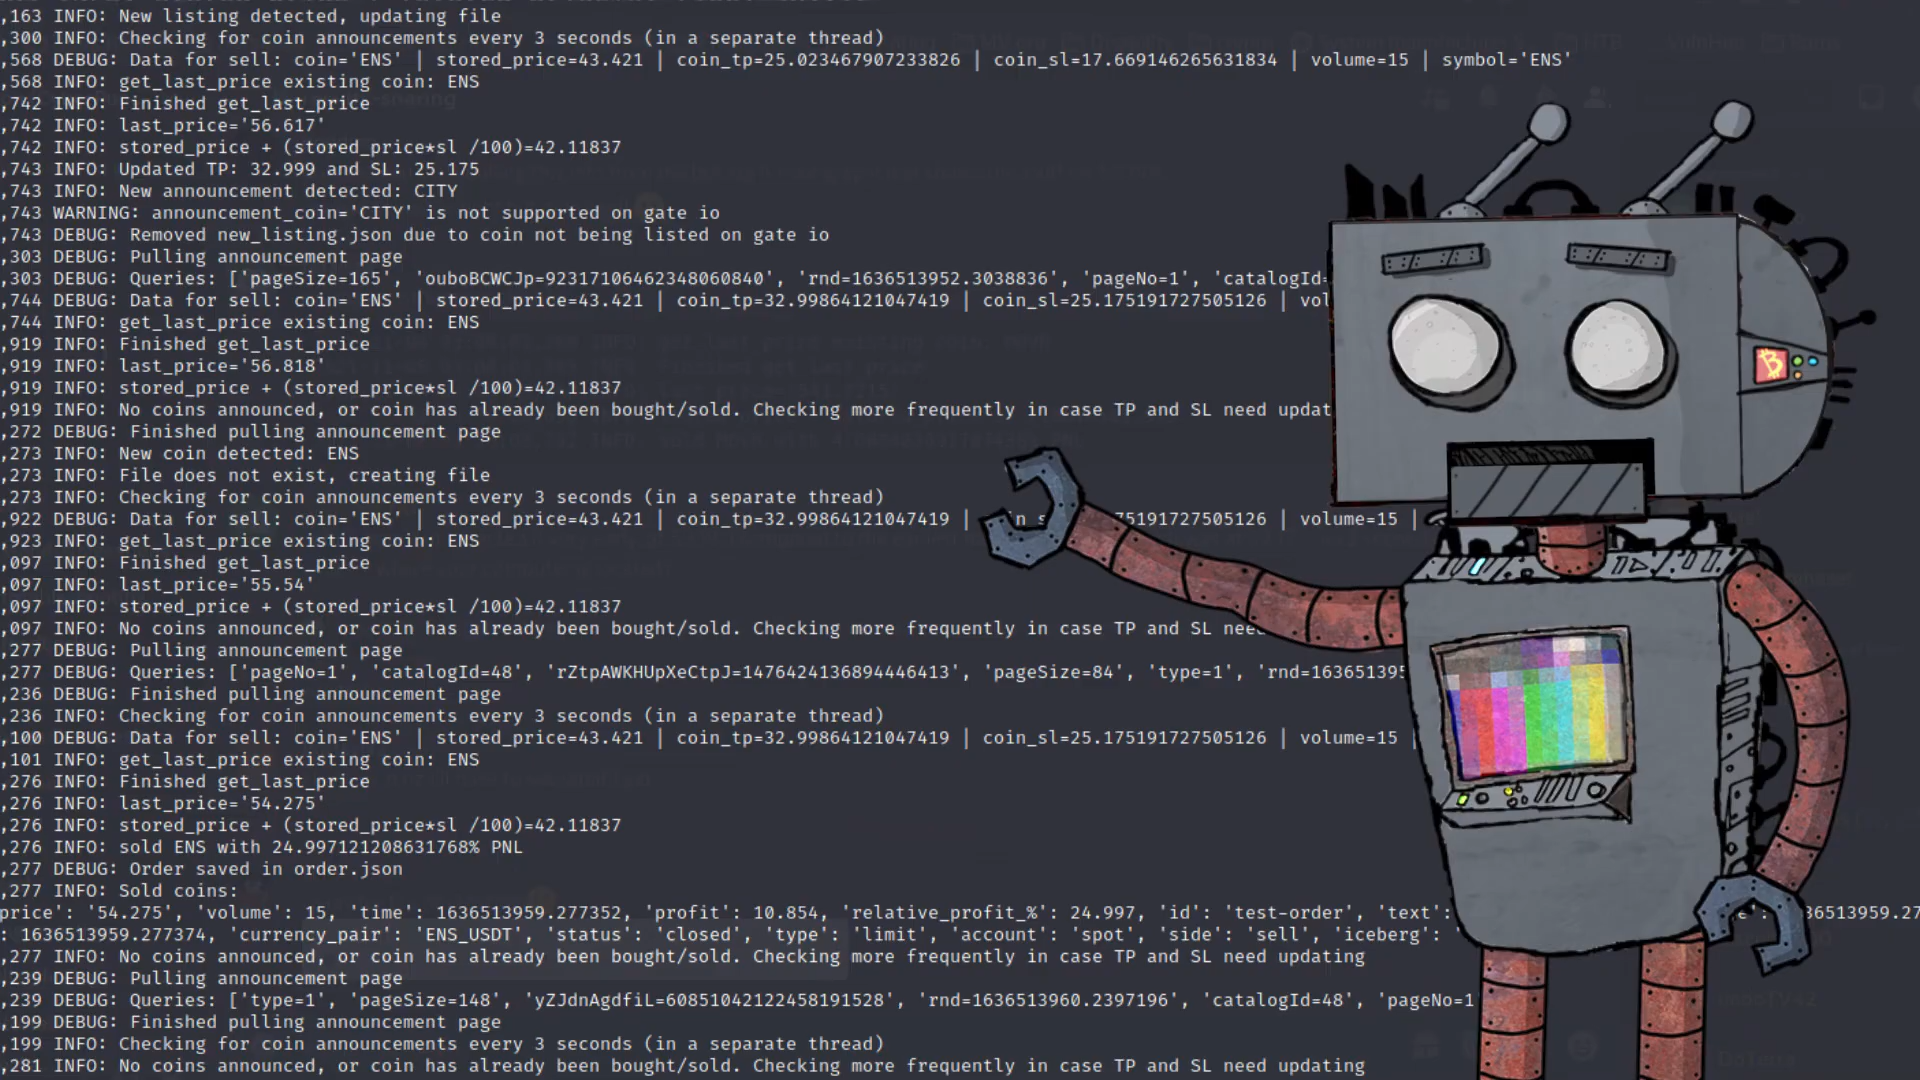 ,163 INFO: New listing detected, updating file
,300 INFO: Checking for coin announcements every 3 seconds (in a separate thread)
,568 DEBUG: Data for sell: coin='ENS' | stored_price=43.421 | coin_tp=25.023467907233826 | coin_sl=17.669146265631834 | volume=15 | symbol='ENS'
,568 INFO: get_last_price existing coin: ENS
,742 INFO: Finished get_last_price
,742 INFO: last_price='56.617'
,742 INFO: stored_price + (stored_price*sl /100)=42.11837
,743 INFO: Updated TP: 32.999 and SL: 25.175
,743 INFO: New announcement detected: CITY
,743 WARNING: announcement_coin='CITY' is not supported on gate io
,743 DEBUG: Removed new_listing.json due to coin not being listed on gate io
,303 DEBUG: Pulling announcement page
,303 DEBUG: Queries: ['pageSize=165', 'ouboBCWCJp=92317106462348060840', 'rnd=1636513952.3038836', 'pageNo=1', 'catalogId=
,744 DEBUG: Data for sell: coin='ENS' | stored_price=43.421 | coin_tp=32.99864121047419 | coin_sl=25.175191727505126 | vol
,744 INFO: get_last_price existing coin: ENS
,919 INFO: Finished get_last_price
,919 INFO: last_price='56.818'
,919 INFO: stored_price + (stored_price*sl /100)=42.11837
,919 INFO: No coins announced, or coin has already been bought/sold. Checking more frequently in case TP and SL need updat
,272 DEBUG: Finished pulling announcement page
,273 INFO: New coin detected: ENS
,273 INFO: File does not exist, creating file
,273 INFO: Checking for coin announcements every 3 seconds (in a separate thread)
,922 DEBUG: Data for sell: coin='ENS' | stored_price=43.421 | coin_tp=32.99864121047419 | 75191727505126 | volume=15 |
,923 INFO: get_last_price existing coin: ENS
,097 INFO: Finished get_last_price
,097 INFO: last_price='55.54'
,097 INFO: stored_price + (stored_price*sl /100)=42.11837
,097 INFO: No coins announced, or coin has already been bought/sold. Checking more frequently in case TP and SL nee
,277 DEBUG: Pulling announcement page
,277 DEBUG: Queries: ['pageNo=1', 'catalogId=48', 'rZtpAWKHUpXeCtpJ=1476424136894446413', 'pageSize=84', 'type=1', 'rnd=163651395
,236 DEBUG: Finished pulling announcement page
,236 INFO: Checking for coin announcements every 3 seconds (in a separate thread)
,100 DEBUG: Data for sell: coin='ENS' | stored_price=43.421 | coin_tp=32.99864121047419 | coin_sl=25.175191727505126 | volume=15 |
,101 INFO: get_last_price existing coin: ENS
,276 INFO: Finished get_last_price
,276 INFO: last_price='54.275'
,276 INFO: stored_price + (stored_price*sl /100)=42.11837
,276 INFO: sold ENS with 24.997121208631768% PNL
,277 DEBUG: Order saved in order.json
,277 INFO: Sold coins:
price': '54.275', 'volume': 15, 'time': 1636513959.277352, 'profit': 10.854, 'relative_profit_%': 24.997, 'id': 'test-order', 'text': 36513959.27
: 1636513959.277374, 'currency_pair': 'ENS_USDT', 'status': 'closed', 'type': 'limit', 'account': 'spot', 'side': 'sell', 'iceberg': '
,277 INFO: No coins announced, or coin has already been bought/sold. Checking more frequently in case TP and SL need updating
,239 DEBUG: Pulling announcement page
,239 DEBUG: Queries: ['type=1', 'pageSize=148', 'yZJdnAgdfiL=60851042122458191528', 'rnd=1636513960.2397196', 'catalogId=48', 'pageNo=1
,199 DEBUG: Finished pulling announcement page
,199 INFO: Checking for coin announcements every 3 seconds (in a separate thread)
,281 INFO: No coins announced, or coin has already been bought/sold. Checking more frequently in case TP and SL need updating